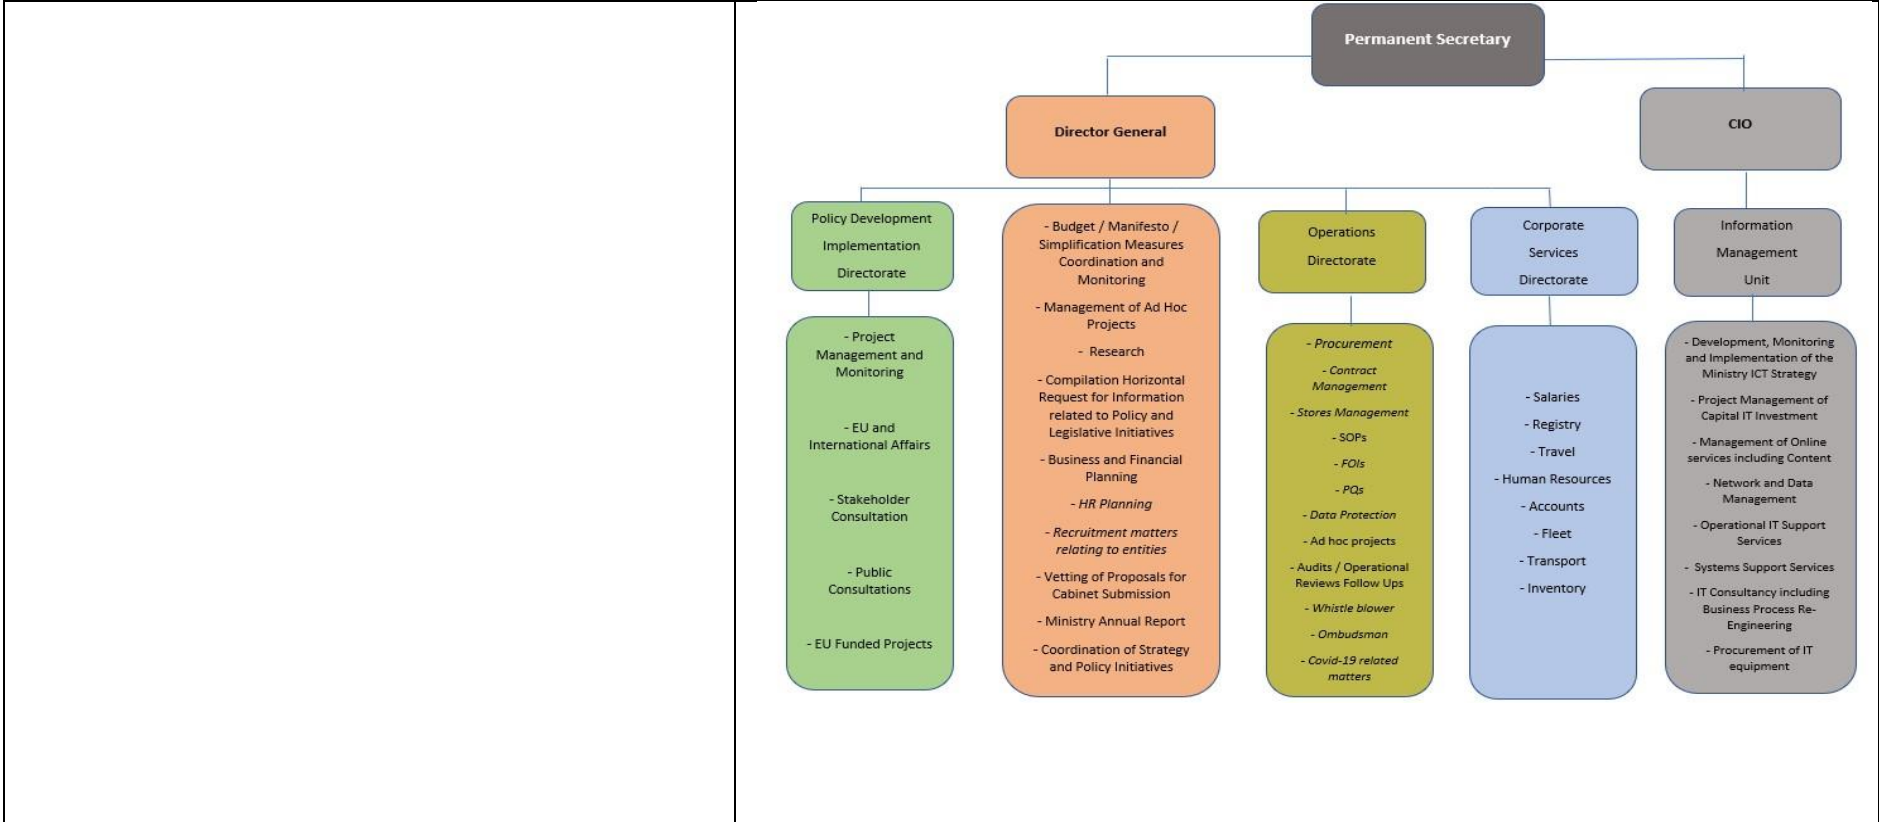 Permanent Secretary
Director General
CIO
Policy Development
Implementation
Directorate
- Project
Management and
Monitoring
- EU and
International Affairs
- Stakeholder
Consultation
- Public
Consultations
- EU Funded Projects
- Budget / Manifesto /
Simplification Measures
Coordination and
Monitoring
- Management of Ad Hoc
Projects
- Research
- Compilation Horizontal
Request for Information
related to Policy and
Legislative Initiatives
- Business and Financial
Planning
- HR Planning
- Recruitment matters
relating to entities
- Vetting of Proposals for
Cabinet Submission
- Ministry Annual Report
- Coordination of Strategy
and Policy Initiatives
Operations
Directorate
- Procurement
- Contract
Management
- Stores Management
- SOPs
- FOIs
- PQs
- Data Protection
- Ad hoc projects
- Audits / Operational
Reviews Follow Ups
- Whistle blower
- Ombudsman
- Covid-19 related
matters
Corporate
Services
Directorate
- Salaries
- Registry
- Travel
- Human Resources
- Accounts
- Fleet
- Transport
- Inventory
Information
Management
Unit
- Development, Monitoring
and Implementation of the
Ministry ICT Strategy
- Project Management of
Capital IT Investment
- Management of Online
services including Content
- Network and Data
Management
- Operational IT Support
Services
- Systems Support Services
- IT Consultancy including
Business Process Re-
Engineering
- Procurement of IT
equipment